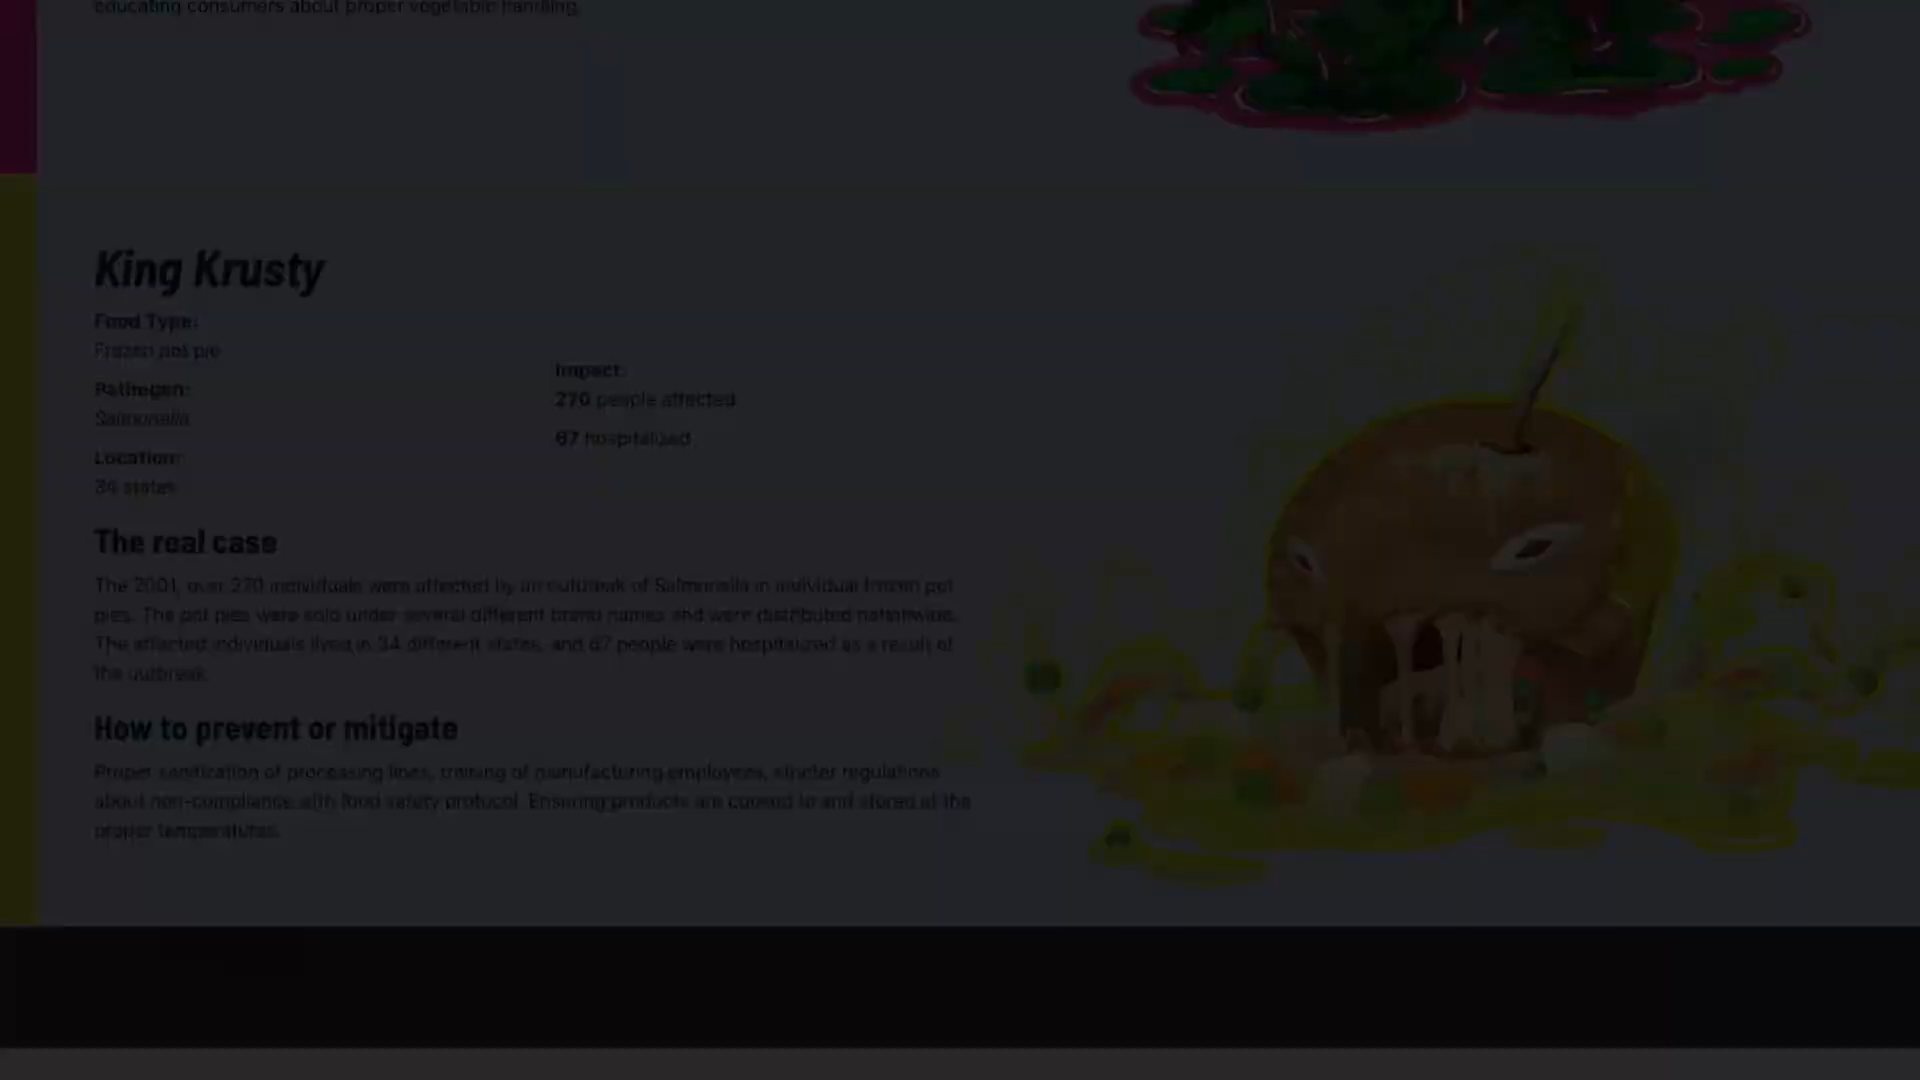 educating consumers about proper vegetable handling.
King Krusty
Food Type:
Frozen pot pie
Pathogen:
Salmonella
Location:
34 states
Impact:
270 people affected
67 hospitalized
The real case
The 2001, over 270 individuals were affected by an outbreak of Salmonella in individual frozen pot
pies. The pot pies were sold under several different brand names and were distributed nationwide.
The affected individuals lived in 34 different states, and 67 people were hospitalized as a result of
the outbreak.
How to prevent or mitigate
Proper sanitization of processing lines, training of manufacturing employees, stricter regulations
about non-compliance with food safety protocol. Ensuring products are cooked to and stored at the
proper temperatures.